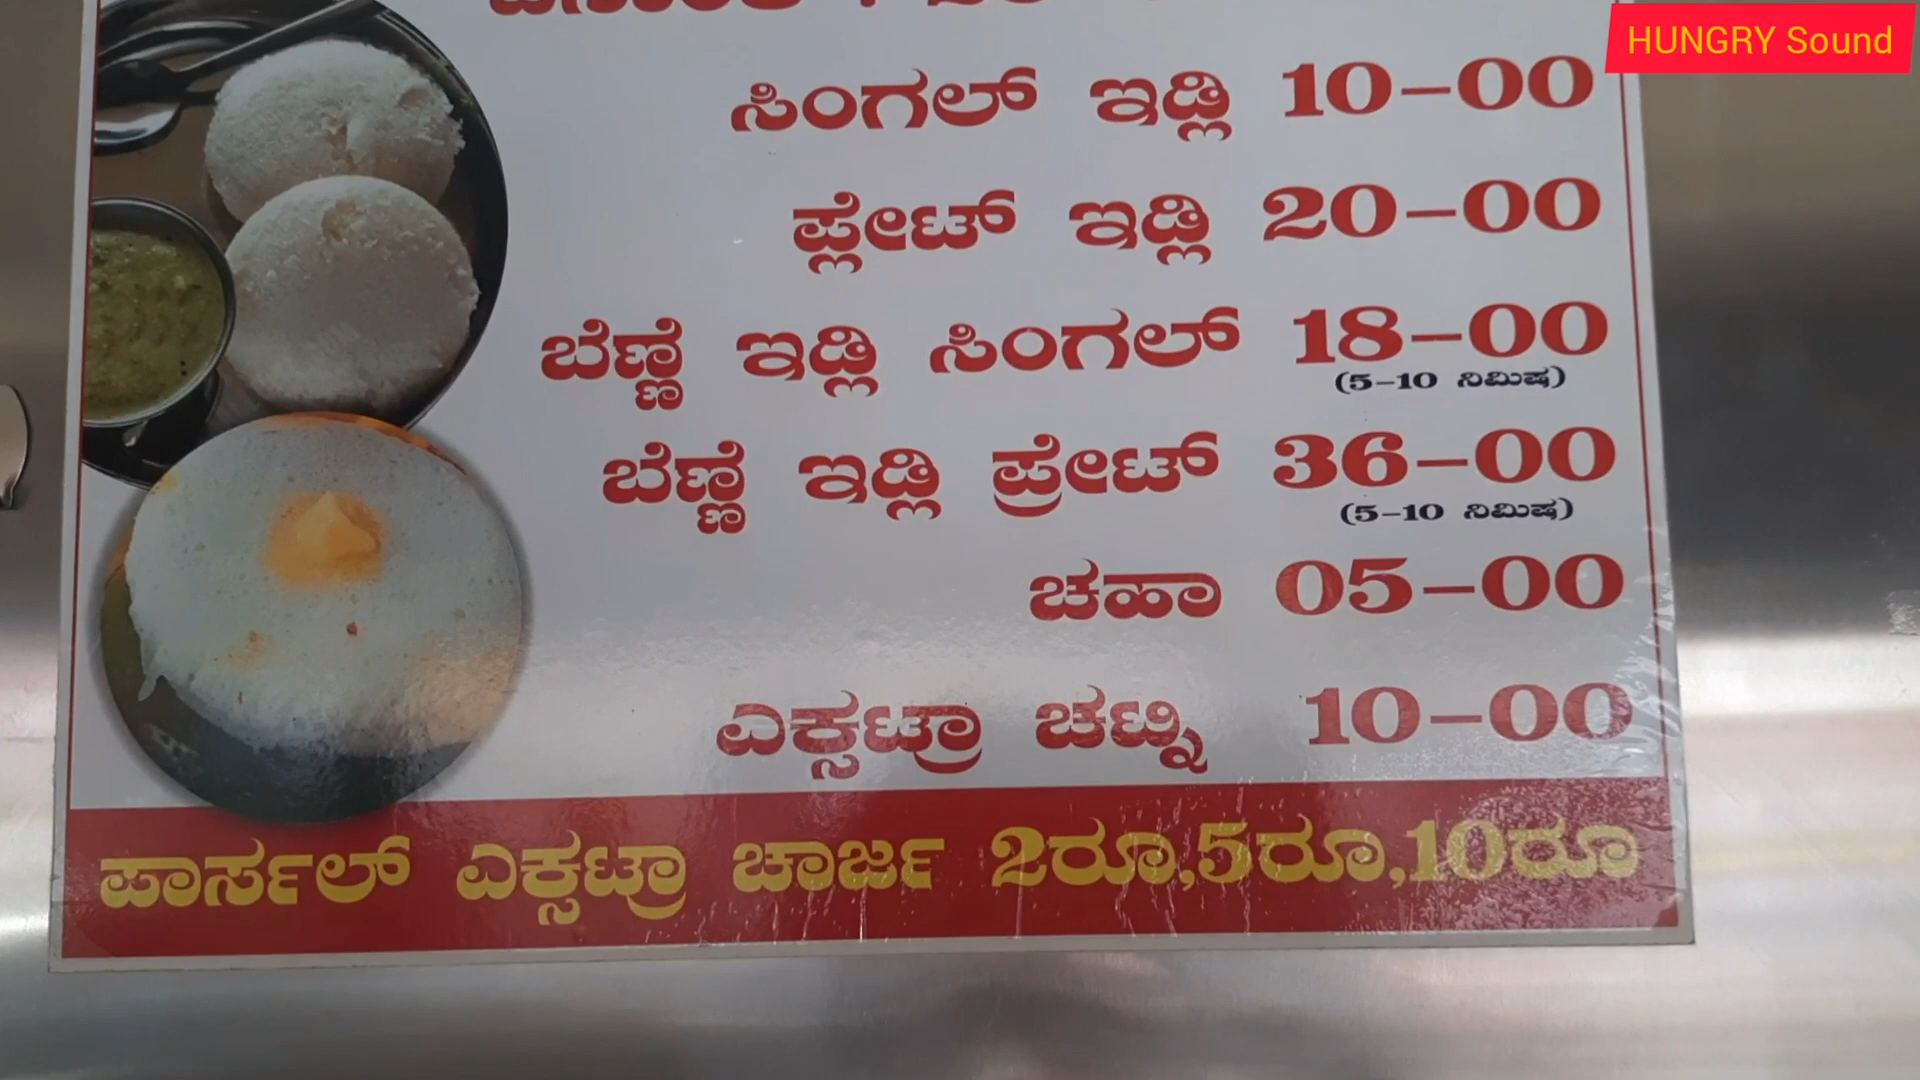 HUNGRY Sound
ಸಿಂಗಲ್ ಇಡ್ಲಿ 10-00
ಪ್ಲೇಟ್ ಇಡ್ಲಿ 20-00
ಬೆಣ್ಣೆ ಇಡ್ಲಿ ಸಿಂಗಲ್ 18-00
(5-10 ನಿಮಿಷ)
ಬೆಣ್ಣೆ ಇಡ್ಲಿ ಪ್ರೇಟ್ 36-00
(5-10 ನಿಮಿಷ)
ಚಹಾ 05-00
ಎಕ್ಸಟ್ರಾ ಚಟ್ನಿ 10-00
ಪಾರ್ಸಲ್ ಎಕ್ಸಟ್ರಾ ಚಾರ್ಜ 2ರೂ,5ರೂ,10ರೂ